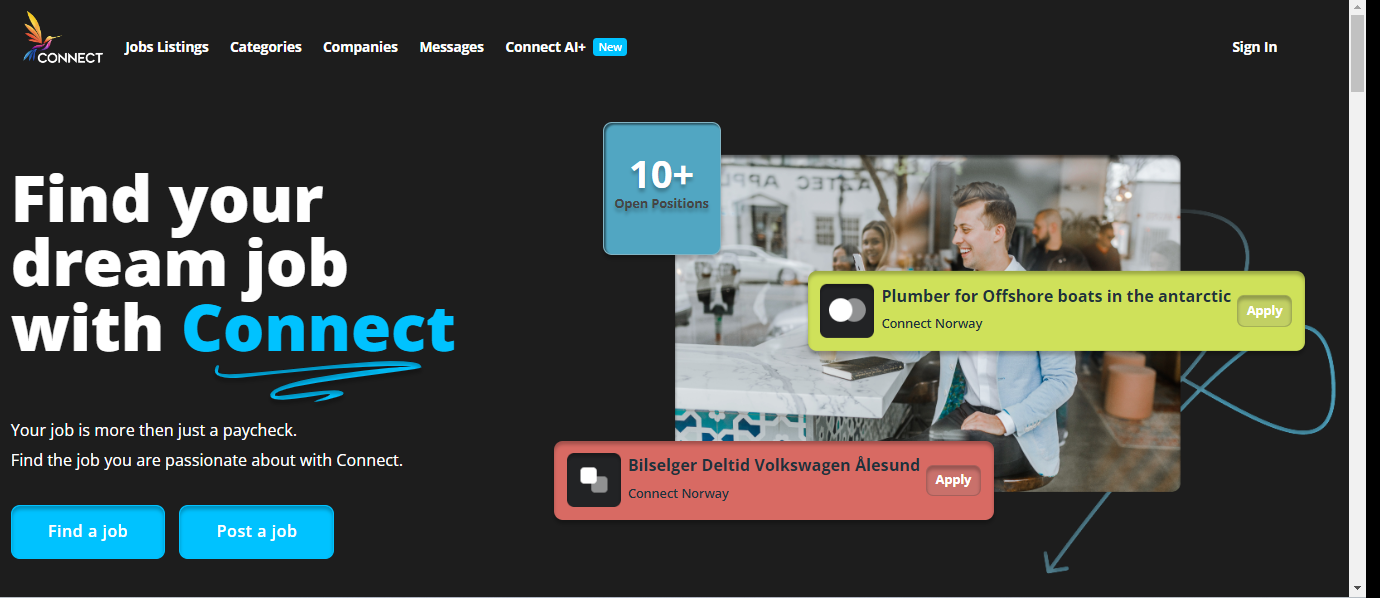 CONNECT
Jobs Listings
Categories
Companies
Messages
Connect AI+
New
Sign In
Find your
dream job
with Connect
Your job is more then just a paycheck.
Find the job you are passionate about with Connect.
Find a job
Post a job
10+
Open Positions
AZTEC APPL
Plumber for Offshore boats in the antarctic
Connect Norway
Apply
Bilselger Deltid Volkswagen Ålesund
Connect Norway
Apply